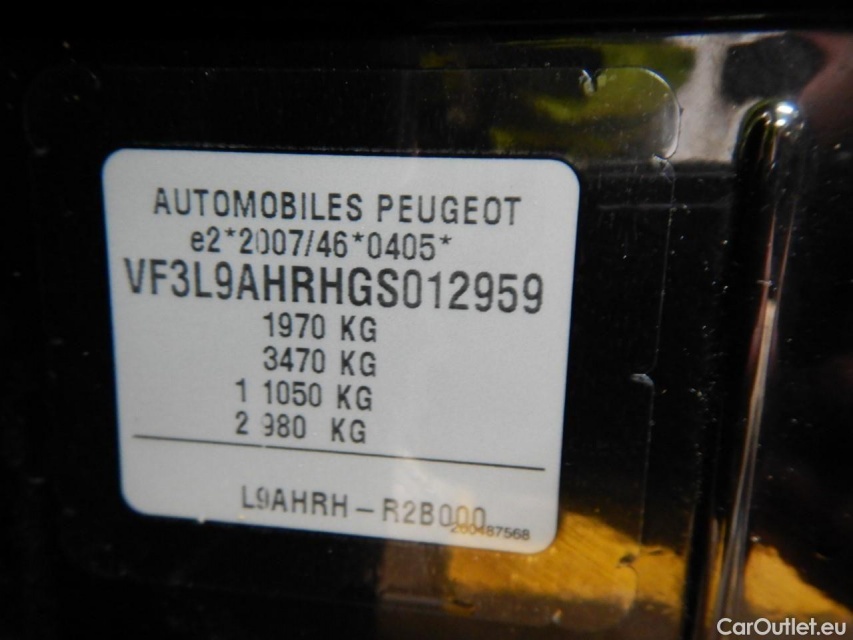 AUTOMOBILES PEUGEOT
e2*2007/46*0405*
VF3L9AHRHGS012959
1970 KG
3470 KG
1 1050 KG
2 980 KG
L9AHRH-R2B000
200487568
CarOutlet.eu